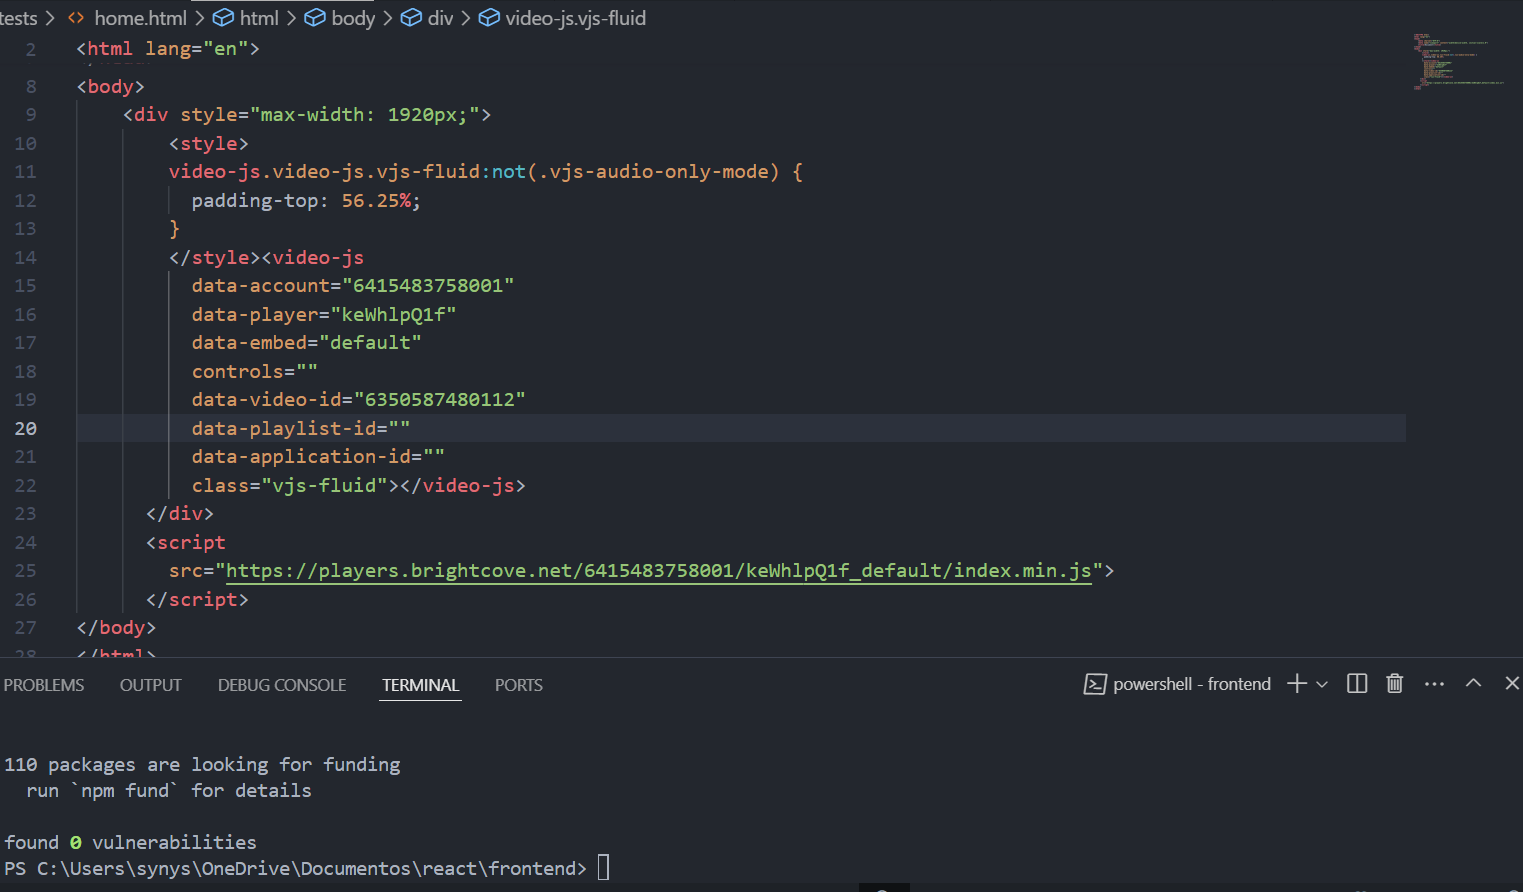 tests > <> home.html > html > body > div > video-js.vjs-fluid
2 <html lang="en">
8 <body>
9 <div style="max-width: 1920px;">
10 <style>
11 video-js.video-js.vjs-fluid:not(.vjs-audio-only-mode) {
12 padding-top: 56.25%;
13 }
14 </style><video-js
15 data-account="6415483758001"
16 data-player="keWhlpQ1f"
17 data-embed="default"
18 controls=""
19 data-video-id="6350587480112"
20 data-playlist-id=""
21 data-application-id=""
22 class="vjs-fluid"></video-js>
23 </div>
24 <script
25 src="https://players.brightcove.net/6415483758001/keWhlpQ1f_default/index.min.js">
26 </script>
27 </body>
28 </html>
PROBLEMS OUTPUT DEBUG CONSOLE TERMINAL PORTS powershell - frontend
110 packages are looking for funding
run `npm fund` for details
found 0 vulnerabilities
PS C:\Users\synys\OneDrive\Documentos\react\frontend>